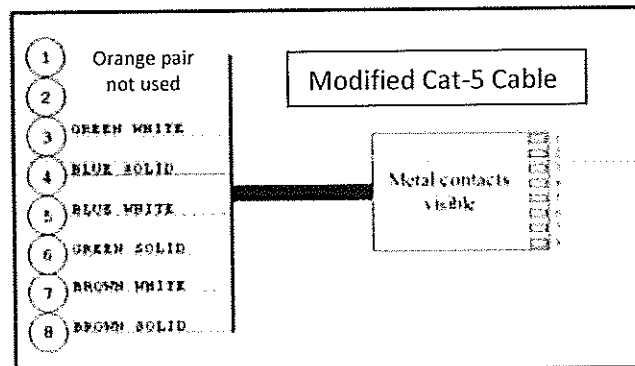 1
Orange pair
not used
2
3 GREEN WHITE
4 BLUE SOLID
5 BLUE WHITE
6 GREEN SOLID
7 BROWN WHITE
8 BROWN SOLID
Modified Cat-5 Cable
Metal contacts
visible